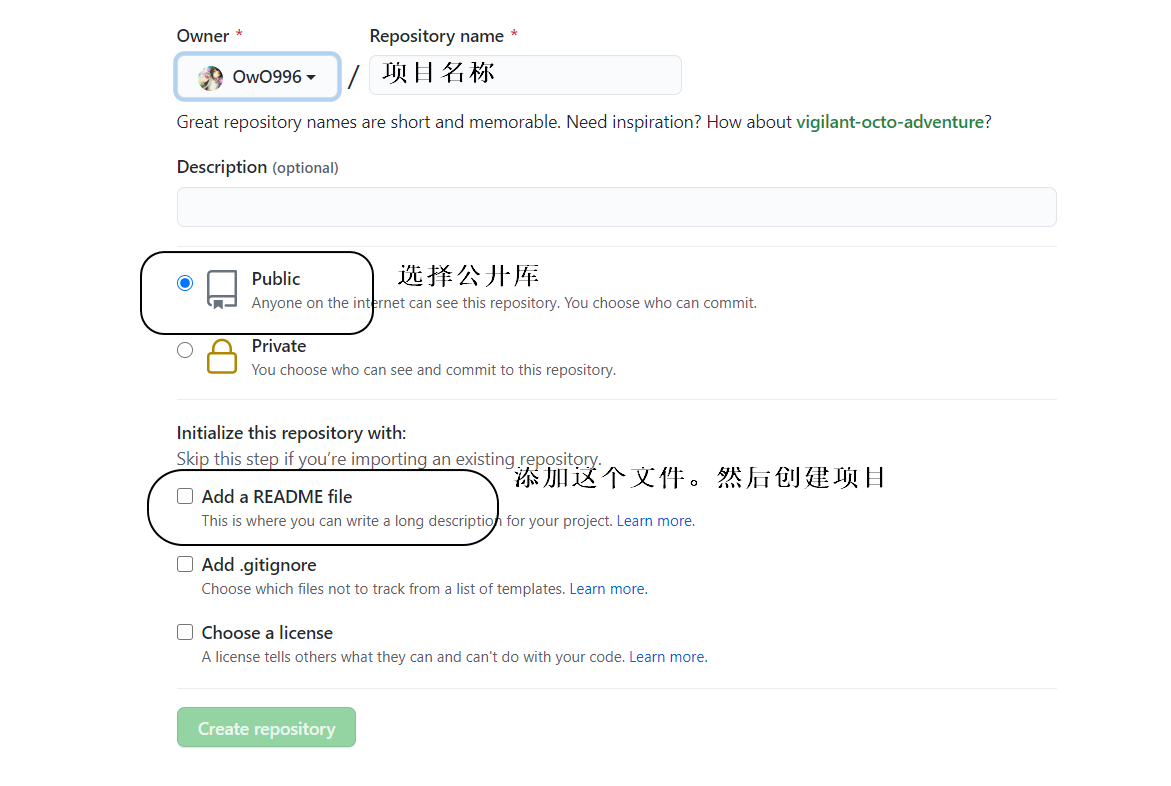 Owner * Repository name *
OwO996 / 项目名称
Great repository names are short and memorable. Need inspiration? How about vigilant-octo-adventure?
Description (optional)
Public 选择公开库
Anyone on the internet can see this repository. You choose who can commit.
Private
You choose who can see and commit to this repository.
Initialize this repository with:
Skip this step if you're importing an existing repository.
添加这个文件。然后创建项目
Add a README file
This is where you can write a long description for your project. Learn more.
Add .gitignore
Choose which files not to track from a list of templates. Learn more.
Choose a license
A license tells others what they can and can't do with your code. Learn more.
Create repository